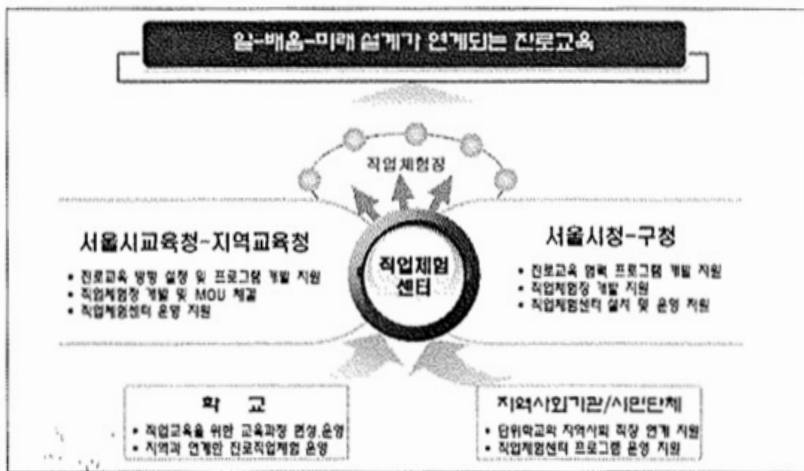 일-배움-미래 설계가 연계되는 진로교육
직업체험장
서울시교육청-지역교육청
• 진로교육 방향 설정 및 프로그램 개발 지원
• 직업체험장 개발 및 MOU 체결
• 직업체험센터 운영 지원
직업체험
센터
서울시청-구청
• 진로교육 협력 프로그램 개발 지원
• 직업체험장 개발 지원
• 직업체험센터 설치 및 운영 지원
학 교
• 직업교육을 위한 교육과정 편성.운영
• 지역과 연계한 진로직업체험 운영
지역사회기관/시민단체
• 단위학교와 지역사회 직장 연계 지원
• 직업체험센터 프로그램 운영 지원